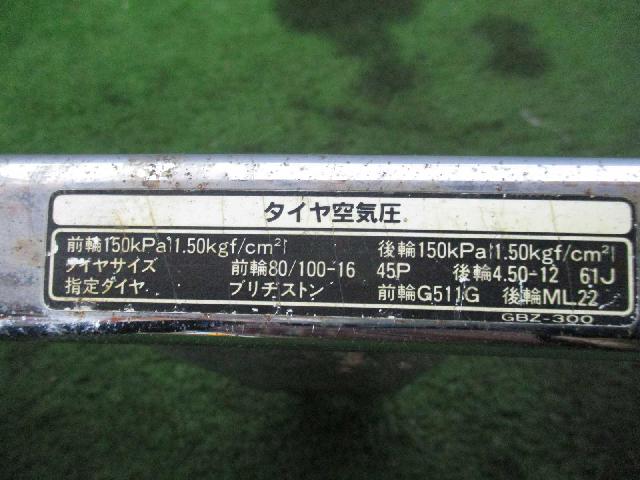 タイヤ空気圧
前輪150kPa{1.50kgf/cm²} 後輪150kPa{1.50kgf/cm²}
タイヤサイズ 前輪80/100-16 45P 後輪4.50-12 61J
指定タイヤ ブリヂストン 前輪G511G 後輪ML22
GBZ-300